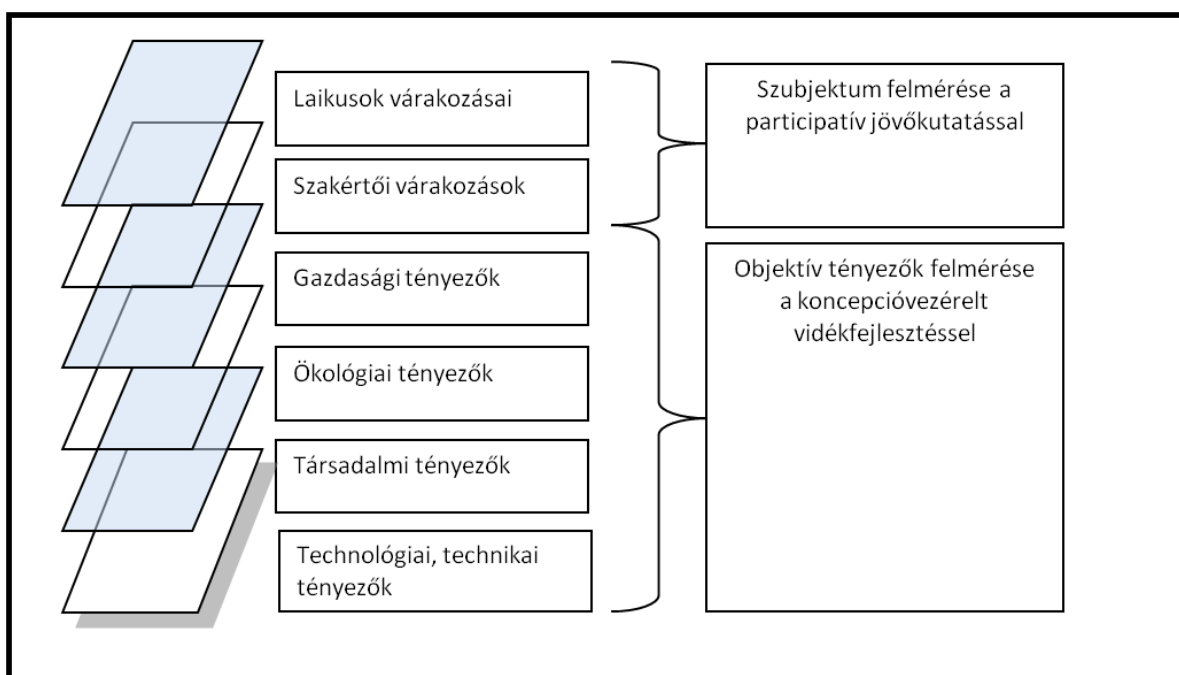 Laikusok várakozásai
Szakértői várakozások
Gazdasági tényezők
Ökológiai tényezők
Társadalmi tényezők
Technológiai, technikai
tényezők
Szubjektum felmérése a
participatív jövőkutatással
Objektív tényezők felmérése
a koncepcióvezérelt
vidékfejlesztéssel